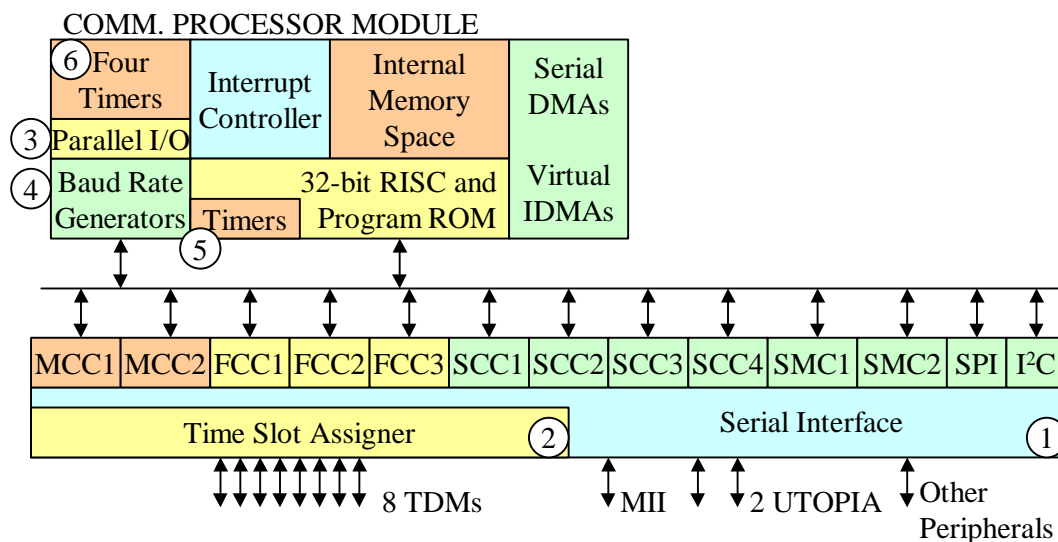 COMM. PROCESSOR MODULE
6
Four
Timers
Interrupt
Controller
Internal
Memory
Space
Serial
DMAs
3
Parallel I/O
4
Baud Rate
Generators
32-bit RISC and
Program ROM
Timers
5
Virtual
IDMAs
MCC1 MCC2 FCC1 FCC2 FCC3 SCC1 SCC2 SCC3 SCC4 SMC1 SMC2 SPI I²C
Time Slot Assigner
2
Serial Interface
1
8 TDMs
MII
2 UTOPIA
Other
Peripherals